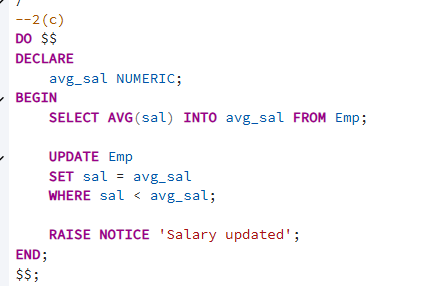 --2(c)
DO $$
DECLARE
    avg_sal NUMERIC;
BEGIN
    SELECT AVG(sal) INTO avg_sal FROM Emp;

    UPDATE Emp
    SET sal = avg_sal
    WHERE sal < avg_sal;

    RAISE NOTICE 'Salary updated';
END;
$$;